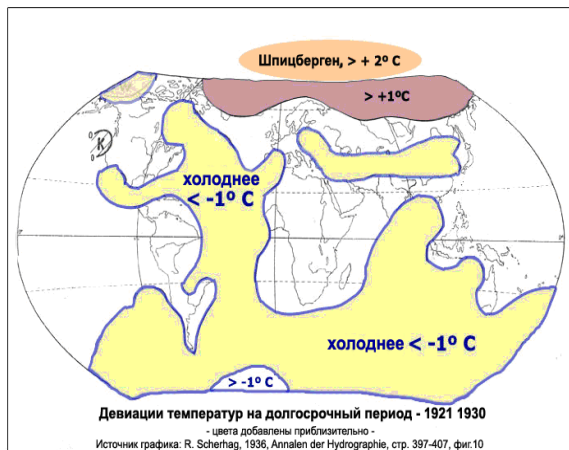 Шпицберген, > + 2º C
> +1ºC
K
холоднее
< -1º C
холоднее < -1º C
> -1º C
Девиации температур на долгосрочный период - 1921 1930
- цвета добавлены приблизительно -
Источник графика: R. Scherhag, 1936, Annalen der Hydrographie, стр. 397-407, фиг.10